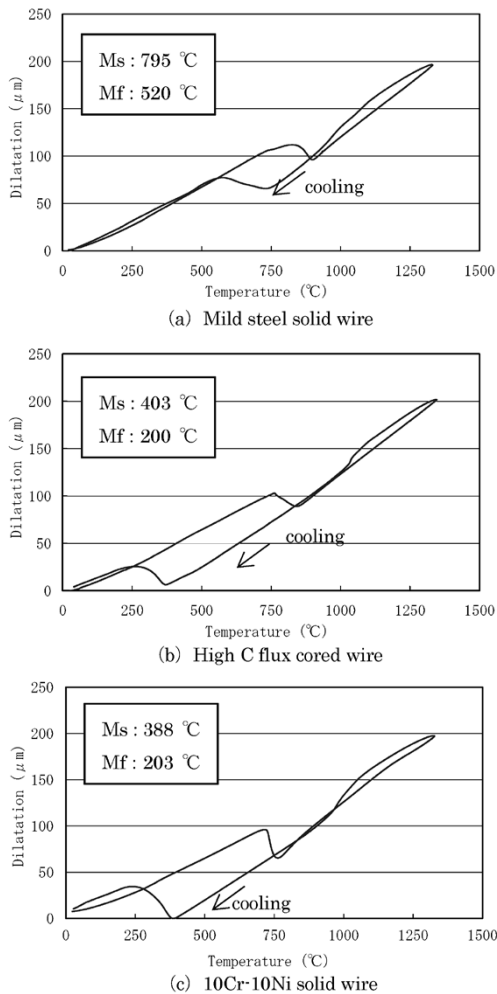 250
200
150
100
50
0
Dilatation (μm)
Ms : 795 ℃
Mf : 520 ℃
cooling
0 250 500 750 1000 1250 1500
Temperature (℃)
(a) Mild steel solid wire
250
200
150
100
50
0
Dilatation (μm)
Ms : 403 ℃
Mf : 200 ℃
cooling
0 250 500 750 1000 1250 1500
Temperature (℃)
(b) High C flux cored wire
250
200
150
100
50
0
Dilatation (μm)
Ms : 388 ℃
Mf : 203 ℃
cooling
0 250 500 750 1000 1250 1500
Temperature (℃)
(c) 10Cr-10Ni solid wire